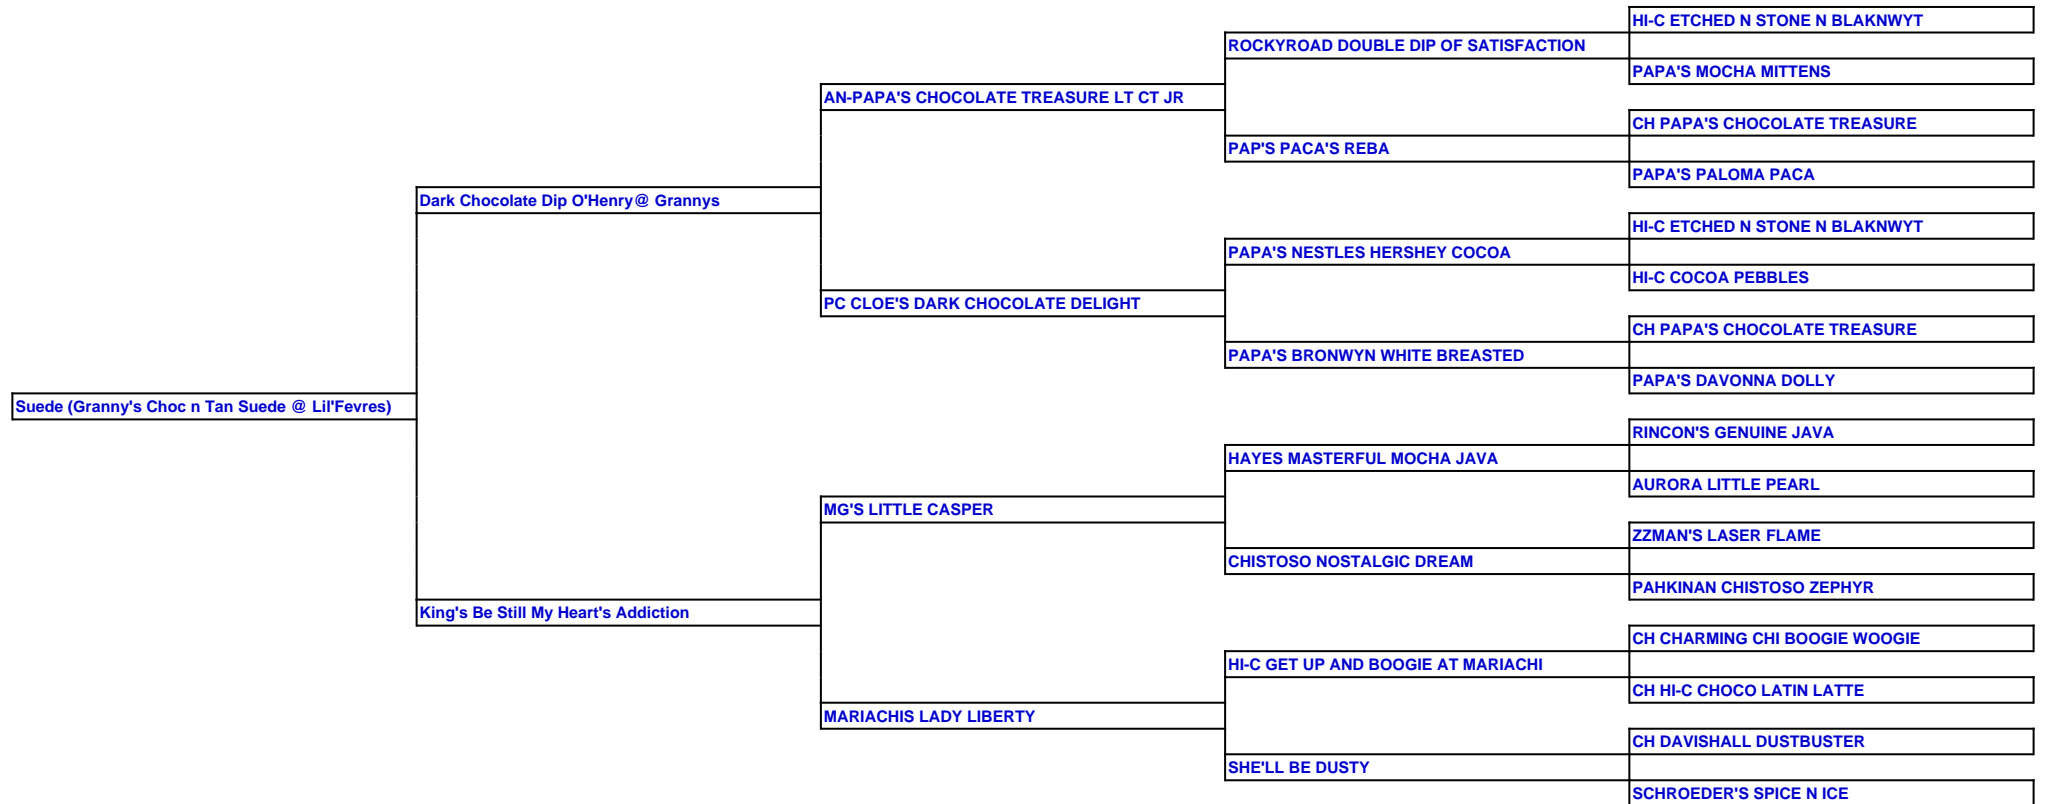 HI-C ETCHED N STONE N BLAKNWYT
ROCKYROAD DOUBLE DIP OF SATISFACTION
PAPA'S MOCHA MITTENS
AN-PAPA'S CHOCOLATE TREASURE LT CT JR
CH PAPA'S CHOCOLATE TREASURE
PAP'S PACA'S REBA
PAPA'S PALOMA PACA
Dark Chocolate Dip O'Henry@ Grannys
HI-C ETCHED N STONE N BLAKNWYT
PAPA'S NESTLES HERSHEY COCOA
HI-C COCOA PEBBLES
PC CLOE'S DARK CHOCOLATE DELIGHT
CH PAPA'S CHOCOLATE TREASURE
PAPA'S BRONWYN WHITE BREASTED
PAPA'S DAVONNA DOLLY
Suede (Granny's Choc n Tan Suede @ Lil'Fevres)
RINCON'S GENUINE JAVA
HAYES MASTERFUL MOCHA JAVA
AURORA LITTLE PEARL
MG'S LITTLE CASPER
ZZMAN'S LASER FLAME
CHISTOSO NOSTALGIC DREAM
PAHKINAN CHISTOSO ZEPHYR
King's Be Still My Heart's Addiction
CH CHARMING CHI BOOGIE WOOGIE
HI-C GET UP AND BOOGIE AT MARIACHI
CH HI-C CHOCO LATIN LATTE
MARIACHIS LADY LIBERTY
CH DAVISHALL DUSTBUSTER
SHE'LL BE DUSTY
SCHROEDER'S SPICE N ICE